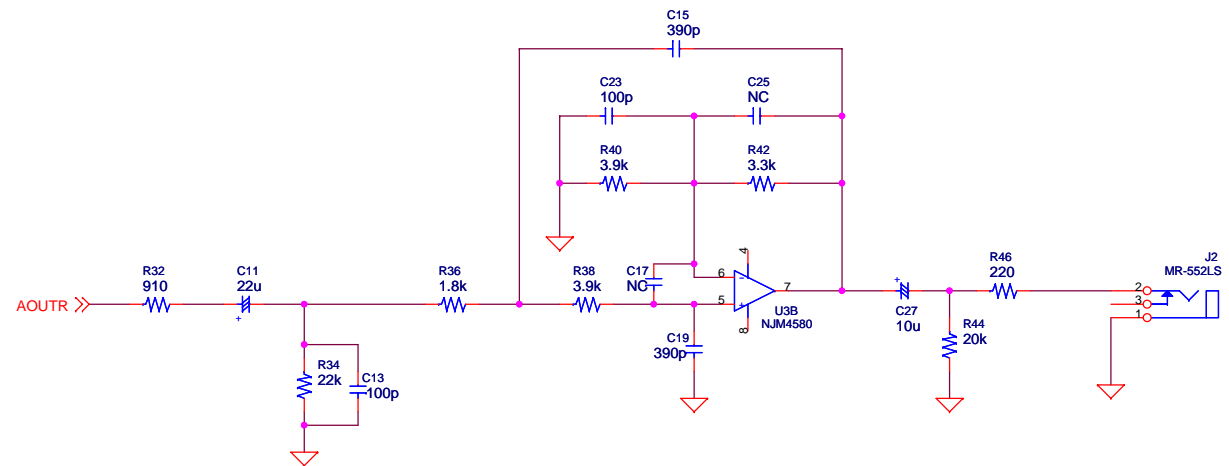 C15
390p
C23
100p
C25
NC
R40
3.9k
R42
3.3k
4
R32
910
C11
22u
+
R36
1.8k
R38
3.9k
C17
NC
6
-
7
5
+
8
U3B
NJM4580
AOUTR
C19
390p
+
C27
10u
R46
220
R44
20k
J2
MR-552LS
2
3
1
R34
22k
C13
100p